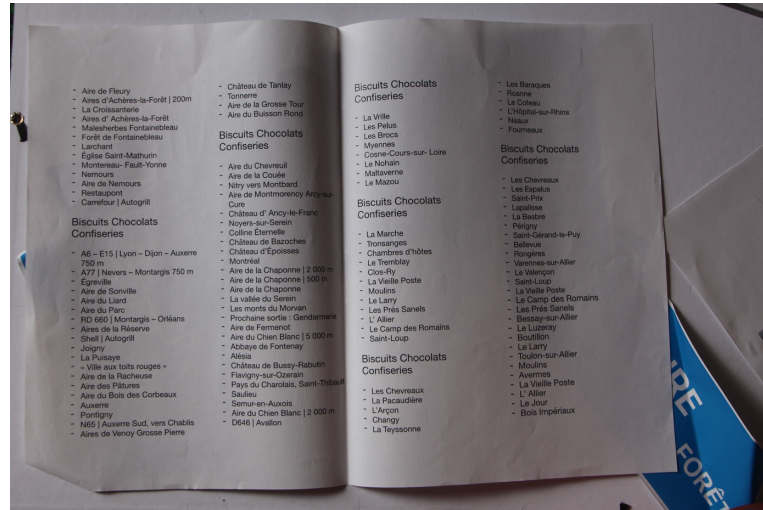 - Aire de Fleury
- Aires d'Achères-la-Forêt | 200m
- La Croissanterie
- Aires d' Achères-la-Forêt
- Malesherbes Fontainebleau
- Forêt de Fontainebleau
- Larchant
- Église Saint-Mathurin
- Montereau- Fault-Yonne
- Nemours
- Aire de Nemours
- Restaupont
- Carrefour | Autogrill
Biscuits Chocolats
Confiseries
- A6 – E15 | Lyon – Dijon – Auxerre
750 m
- A77 | Nevers – Montargis 750 m
- Égreville
- Aire de Sonville
- Aire du Liard
- Aire du Parc
- RD 660 | Montargis – Orléans
- Aires de la Réserve
- Shell | Autogrill
- Joigny
- La Puisaye
- « Ville aux toits rouges »
- Aire de la Racheuse
- Aire des Pâtures
- Aire du Bois des Corbeaux
- Auxerre
- Pontigny
- N65 | Auxerre Sud, vers Chablis
- Aires de Venoy Grosse Pierre
- Château de Tanlay
- Tonnerre
- Aire de la Grosse Tour
- Aire du Buisson Rond
Biscuits Chocolats
Confiseries
- Aire du Chevreuil
- Aire de la Couée
- Nitry vers Montbard
- Aire de Montmorency Arcy-sur-
Cure
- Château d' Ancy-le-Franc
- Noyers-sur-Serein
- Colline Éternelle
- Château de Bazoches
- Château d'Époisses
- Montréal
- Aire de la Chaponne | 2 000 m
- Aire de la Chaponne | 500 m
- Aire de la Chaponne
- La vallée du Serein
- Les monts du Morvan
- Prochaine sortie : Gendarmerie
- Aire de Fermenot
- Aire du Chien Blanc | 5 000 m
- Abbaye de Fontenay
- Alésia
- Château de Bussy-Rabutin
- Flavigny-sur-Ozerain
- Pays du Charolais, Saint-Thibault
- Saulieu
- Semur-en-Auxois
- Aire du Chien Blanc | 2 000 m
- D646 | Avallon
Biscuits Chocolats
Confiseries
- La Vrille
- Les Pelus
- Les Brocs
- Myennes
- Cosne-Cours-sur- Loire
- Le Nohain
- Maltaverne
- Le Mazou
Biscuits Chocolats
Confiseries
- La Marche
- Tronsanges
- Chambres d'hôtes
- Le Tremblay
- Clos-Ry
- La Vieille Poste
- Moulins
- Le Larry
- Les Prés Sanels
- L' Allier
- Le Camp des Romains
- Saint-Loup
Biscuits Chocolats
Confiseries
- Les Chevreaux
- La Pacaudière
- L'Arçon
- Changy
- La Teyssonne
- Les Baraques
- Roanne
- Le Coteau
- L'Hôpital-sur-Rhins
- Neaux
- Fourneaux
Biscuits Chocolats
Confiseries
- Les Chevreaux
- Les Espalus
- Saint-Prix
- Lapalisse
- La Besbre
- Périgny
- Saint-Gérand-le-Puy
- Bellevue
- Rongères
- Varennes-sur-Allier
- Le Valençon
- Saint-Loup
- La Vieille Poste
- Le Camp des Romains
- Les Prés Sanels
- Bessay-sur-Allier
- Le Luzeray
- Boutillon
- Le Larry
- Toulon-sur-Allier
- Moulins
- Avermes
- La Vieille Poste
- L' Allier
- Le Jour
- Bois Impériaux